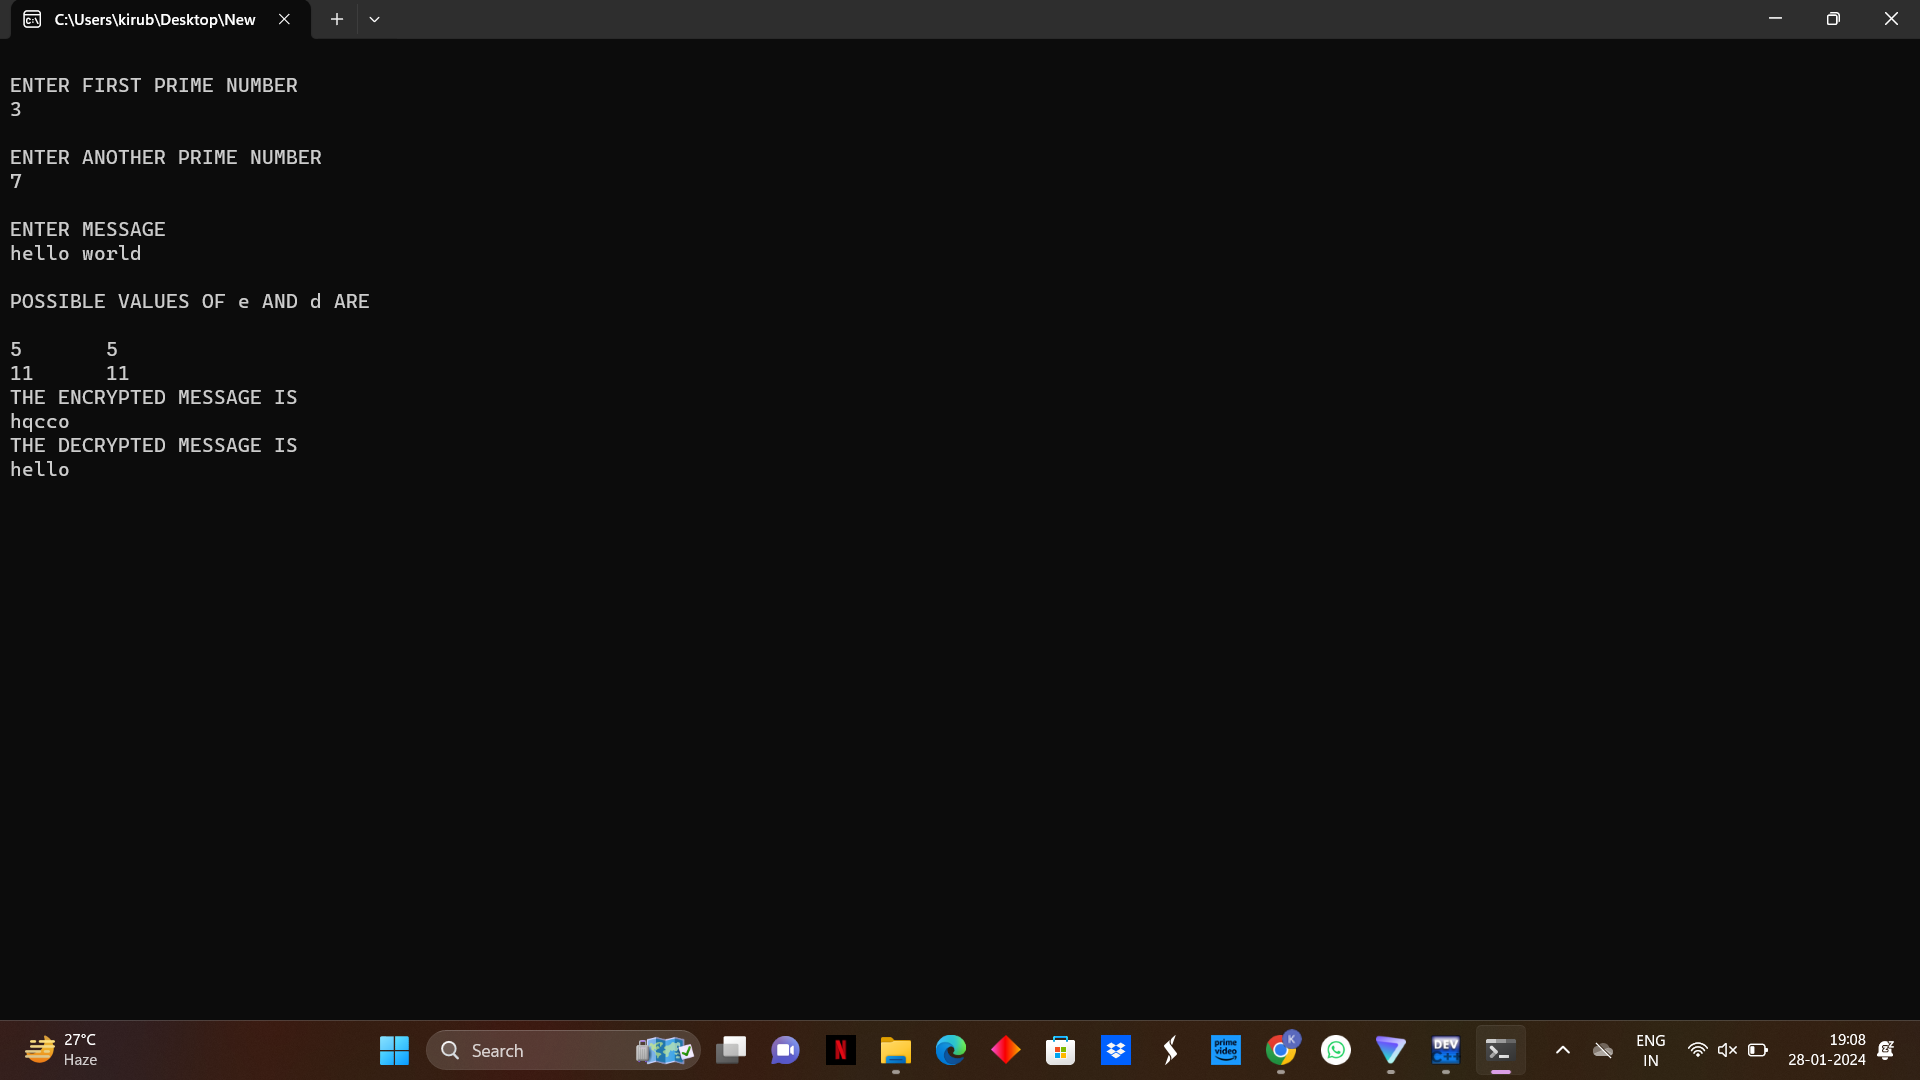 C:\Users\kirub\Desktop\New
ENTER FIRST PRIME NUMBER
3
ENTER ANOTHER PRIME NUMBER
7
ENTER MESSAGE
hello world
POSSIBLE VALUES OF e AND d ARE
5 5
11 11
THE ENCRYPTED MESSAGE IS
hqcco
THE DECRYPTED MESSAGE IS
hello
27°C
Haze
Search
N
prime video
K
DEV
C++
ENG
IN
19:08
28-01-2024